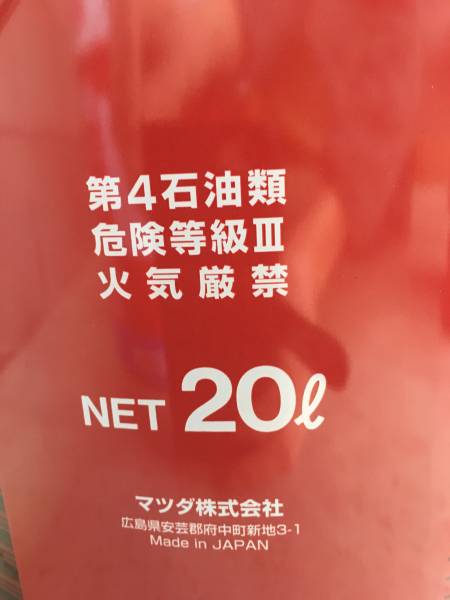 第4石油類
危険等級Ⅲ
火気厳禁
NET 20ℓ
マツダ株式会社
広島県安芸郡府中町新地3-1
Made in JAPAN